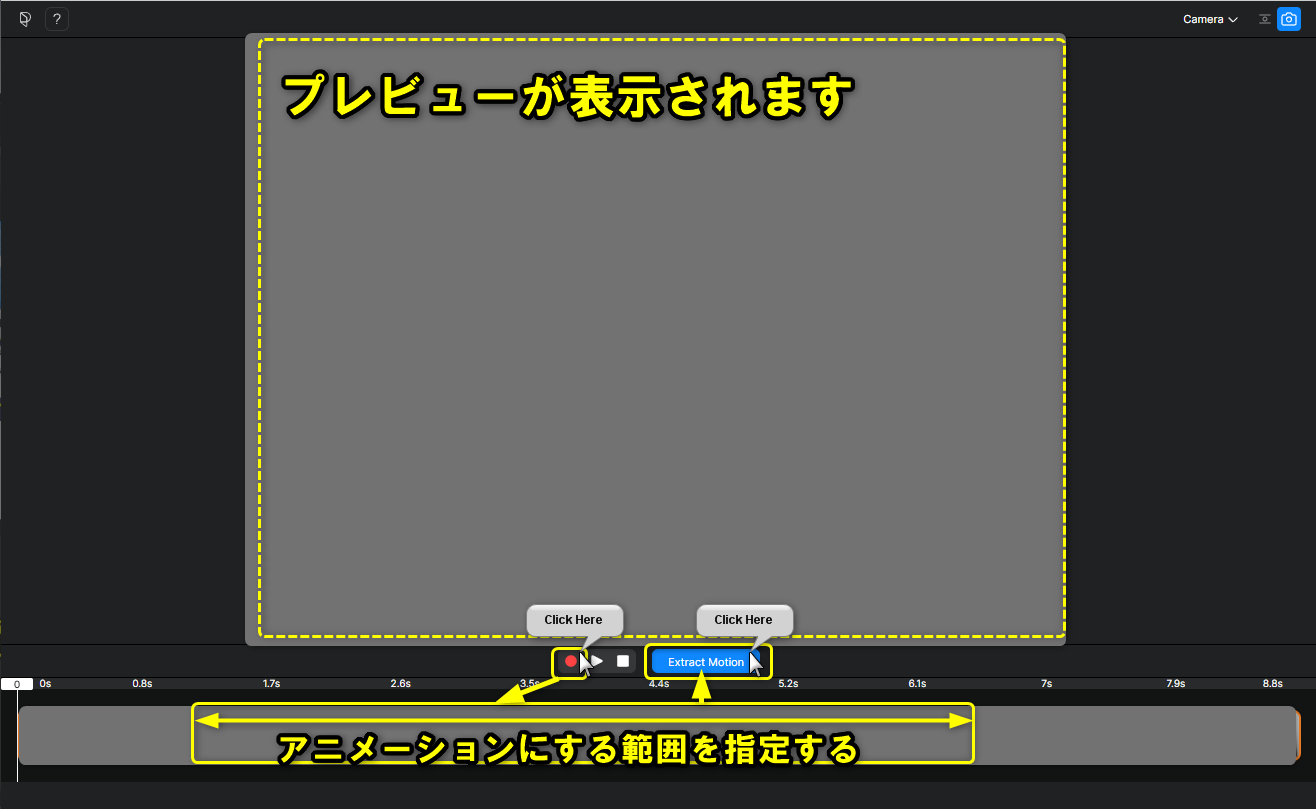 ?
Camera
プレビューが表示されます
Click Here
Click Here
Extract Motion
0
0s
0.8s
1.7s
2.6s
3.5s
4.4s
5.2s
6.1s
7s
7.9s
8.8s
アニメーションにする範囲を指定する